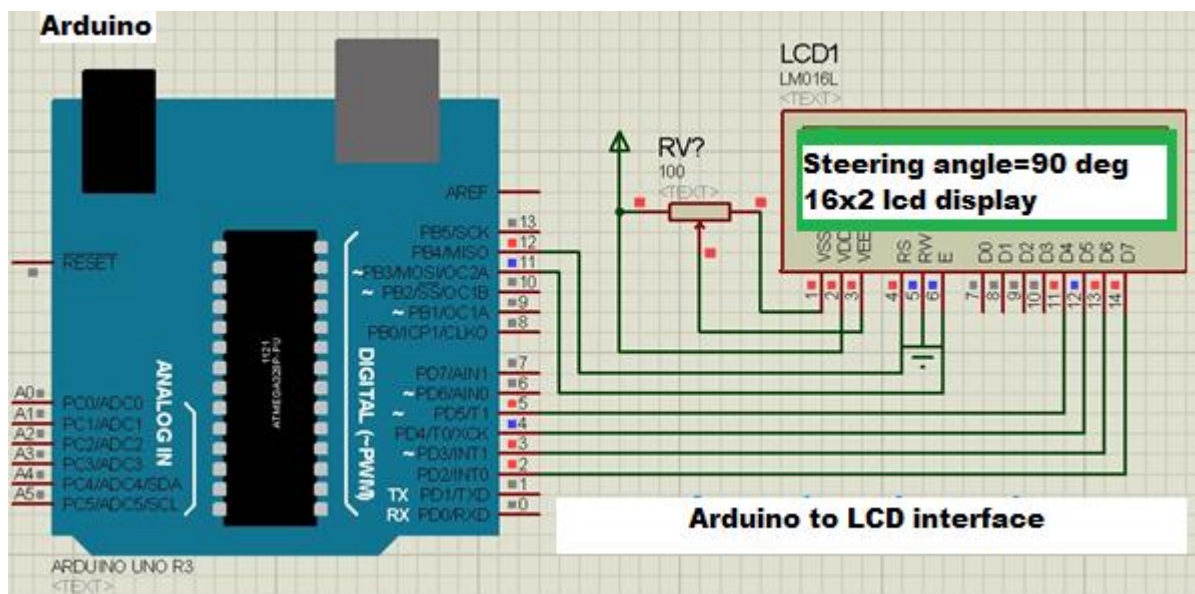 Arduino
RESET
AREF
PB5/SCK
PB4/MISO
~PB3/MOSI/OC2A
~ PB2/SS/OC1B
~ PB1/OC1A
PB0/ICP1/CLKO
PD7/AIN1
~ PD6/AIN0
~ PD5/T1
PD4/T0/XCK
~ PD3/INT1
PD2/INT0
TX PD1/TXD
RX PD0/RXD
13
12
11
10
9
8
7
6
5
4
3
2
1
0
DIGITAL (~PWM)
1121
ATMEGA328P-PU
ANALOG IN
A0
A1
A2
A3
A4
A5
PC0/ADC0
PC1/ADC1
PC2/ADC2
PC3/ADC3
PC4/ADC4/SDA
PC5/ADC5/SCL
ARDUINO UNO R3
<TEXT>
RV?
100
<TEXT>
LCD1
LM016L
<TEXT>
Steering angle=90 deg
16x2 lcd display
VSS
VDD
VEE
RS
RW
E
D0
D1
D2
D3
D4
D5
D6
D7
1
2
3
4
5
6
7
8
9
10
11
12
13
14
Arduino to LCD interface